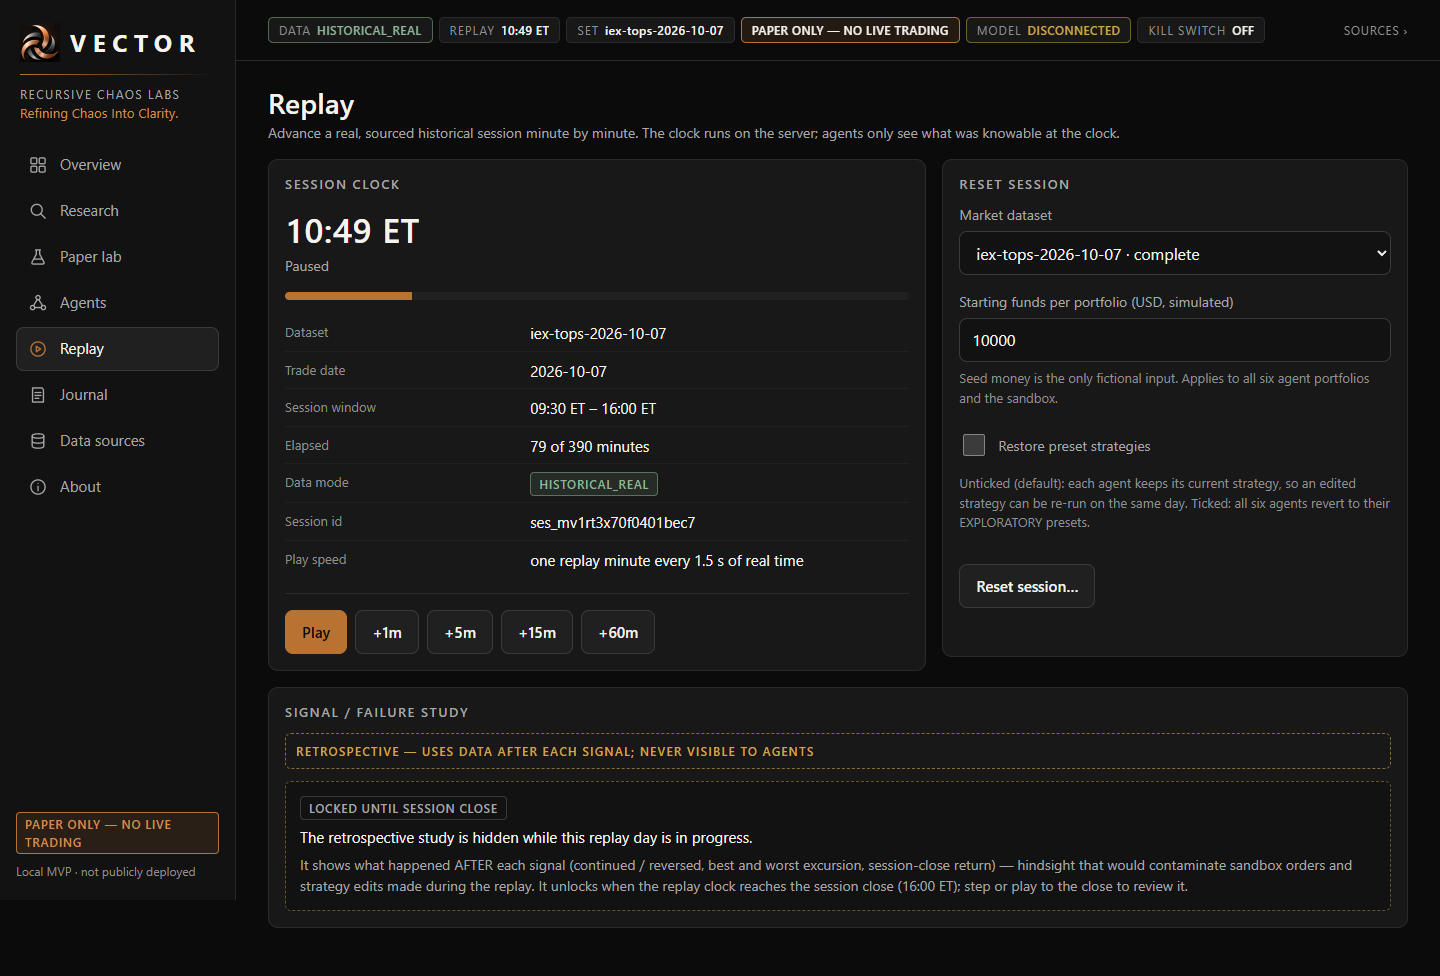 VECTOR
RECURSIVE CHAOS LABS
Refining Chaos Into Clarity.
Overview
Research
Paper lab
Agents
Replay
Journal
Data sources
About
PAPER ONLY — NO LIVE
TRADING
Local MVP · not publicly deployed
DATA HISTORICAL_REAL
REPLAY 10:49 ET
SET iex-tops-2026-10-07
PAPER ONLY — NO LIVE TRADING
MODEL DISCONNECTED
KILL SWITCH OFF
SOURCES ›
Replay
Advance a real, sourced historical session minute by minute. The clock runs on the server; agents only see what was knowable at the clock.
SESSION CLOCK
10:49 ET
Paused
Dataset iex-tops-2026-10-07
Trade date 2026-10-07
Session window 09:30 ET – 16:00 ET
Elapsed 79 of 390 minutes
Data mode HISTORICAL_REAL
Session id ses_mv1rt3x70f0401bec7
Play speed one replay minute every 1.5 s of real time
Play +1m +5m +15m +60m
RESET SESSION
Market dataset
iex-tops-2026-10-07 · complete
Starting funds per portfolio (USD, simulated)
10000
Seed money is the only fictional input. Applies to all six agent portfolios
and the sandbox.
Restore preset strategies
Unticked (default): each agent keeps its current strategy, so an edited
strategy can be re-run on the same day. Ticked: all six agents revert to their
EXPLORATORY presets.
Reset session...
SIGNAL / FAILURE STUDY
RETROSPECTIVE — USES DATA AFTER EACH SIGNAL; NEVER VISIBLE TO AGENTS
LOCKED UNTIL SESSION CLOSE
The retrospective study is hidden while this replay day is in progress.
It shows what happened AFTER each signal (continued / reversed, best and worst excursion, session-close return) — hindsight that would contaminate sandbox orders and
strategy edits made during the replay. It unlocks when the replay clock reaches the session close (16:00 ET); step or play to the close to review it.